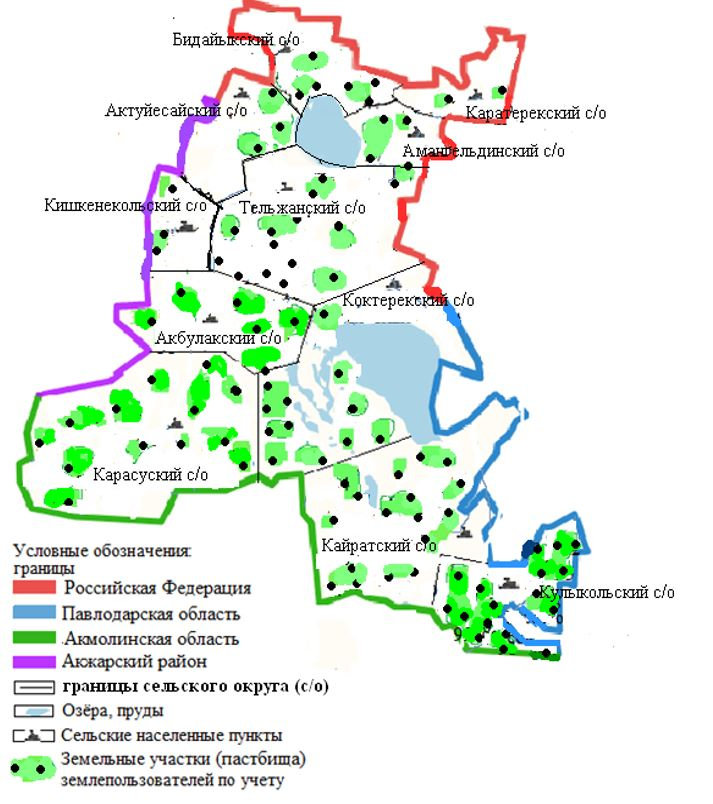 Бидайыкский с/о
Актуйесайский с/о
Каратерекский с/о
Амангельдинский с/о
Кишкенекольский с/о
Тельжанский с/о
Коктерекский с/о
Акбулакский с/о
Карасуский с/о
Кайратский с/о
Кулыкольский с/о
Условные обозначения:
границы
Российская Федерация
Павлодарская область
Акмолинская область
Акжарский район
границы сельского округа (с/о)
Озёра, пруды
Сельские населенные пункты
Земельные участки (пастбища)
землепользователей по учету